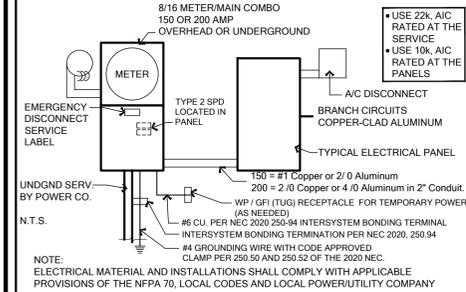 8/16 METER/MAIN COMBO
150 OR 200 AMP
OVERHEAD OR UNDERGROUND
• USE 22k, AIC
RATED AT THE
SERVICE
• USE 10k, AIC
RATED AT THE
PANELS
METER
A/C DISCONNECT
EMERGENCY
DISCONNECT
SERVICE
LABEL
TYPE 2 SPD
LOCATED IN
PANEL
BRANCH CIRCUITS
COPPER-CLAD ALUMINUM
TYPICAL ELECTRICAL PANEL
150 = #1 Copper or 2/ 0 Aluminum
200 = 2 /0 Copper or 4 /0 Aluminum in 2" Conduit.
UNDGND SERV.
BY POWER CO.
WP / GFI (TUG) RECEPTACLE FOR TEMPORARY POWER
(AS NEEDED)
#6 CU. PER NEC 2020 250-94 INTERSYSTEM BONDING TERMINAL
N.T.S.
INTERSYSTEM BONDING TERMINATION PER NEC 2020, 250.94
#4 GROUNDING WIRE WITH CODE APPROVED
CLAMP PER 250.50 AND 250.52 OF THE 2020 NEC.
NOTE:
ELECTRICAL MATERIAL AND INSTALLATIONS SHALL COMPLY WITH APPLICABLE
PROVISIONS OF THE NFPA 70, LOCAL CODES AND LOCAL POWER/UTILITY COMPANY